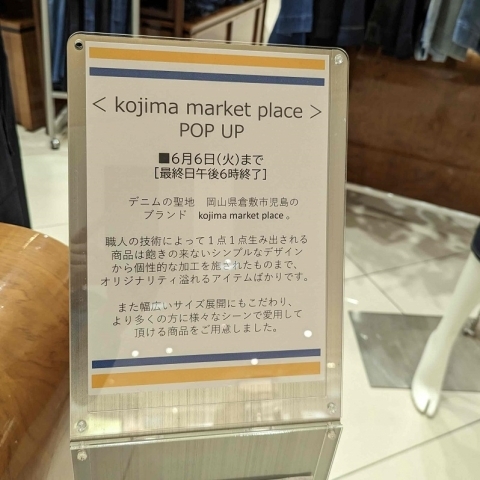 < kojima market place >
POP UP
■6月6日(火)まで
[最終日午後6時終了]
デニムの聖地　岡山県倉敷市児島の
ブランド　kojima market place 。
職人の技術によって１点１点生み出される
商品は飽きの来ないシンプルなデザイン
から個性的な加工を施されたものまで、
オリジナリティ溢れるアイテムばかりです。
また幅広いサイズ展開にもこだわり、
より多くの方に様々なシーンで愛用して
頂ける商品をご用意しました。